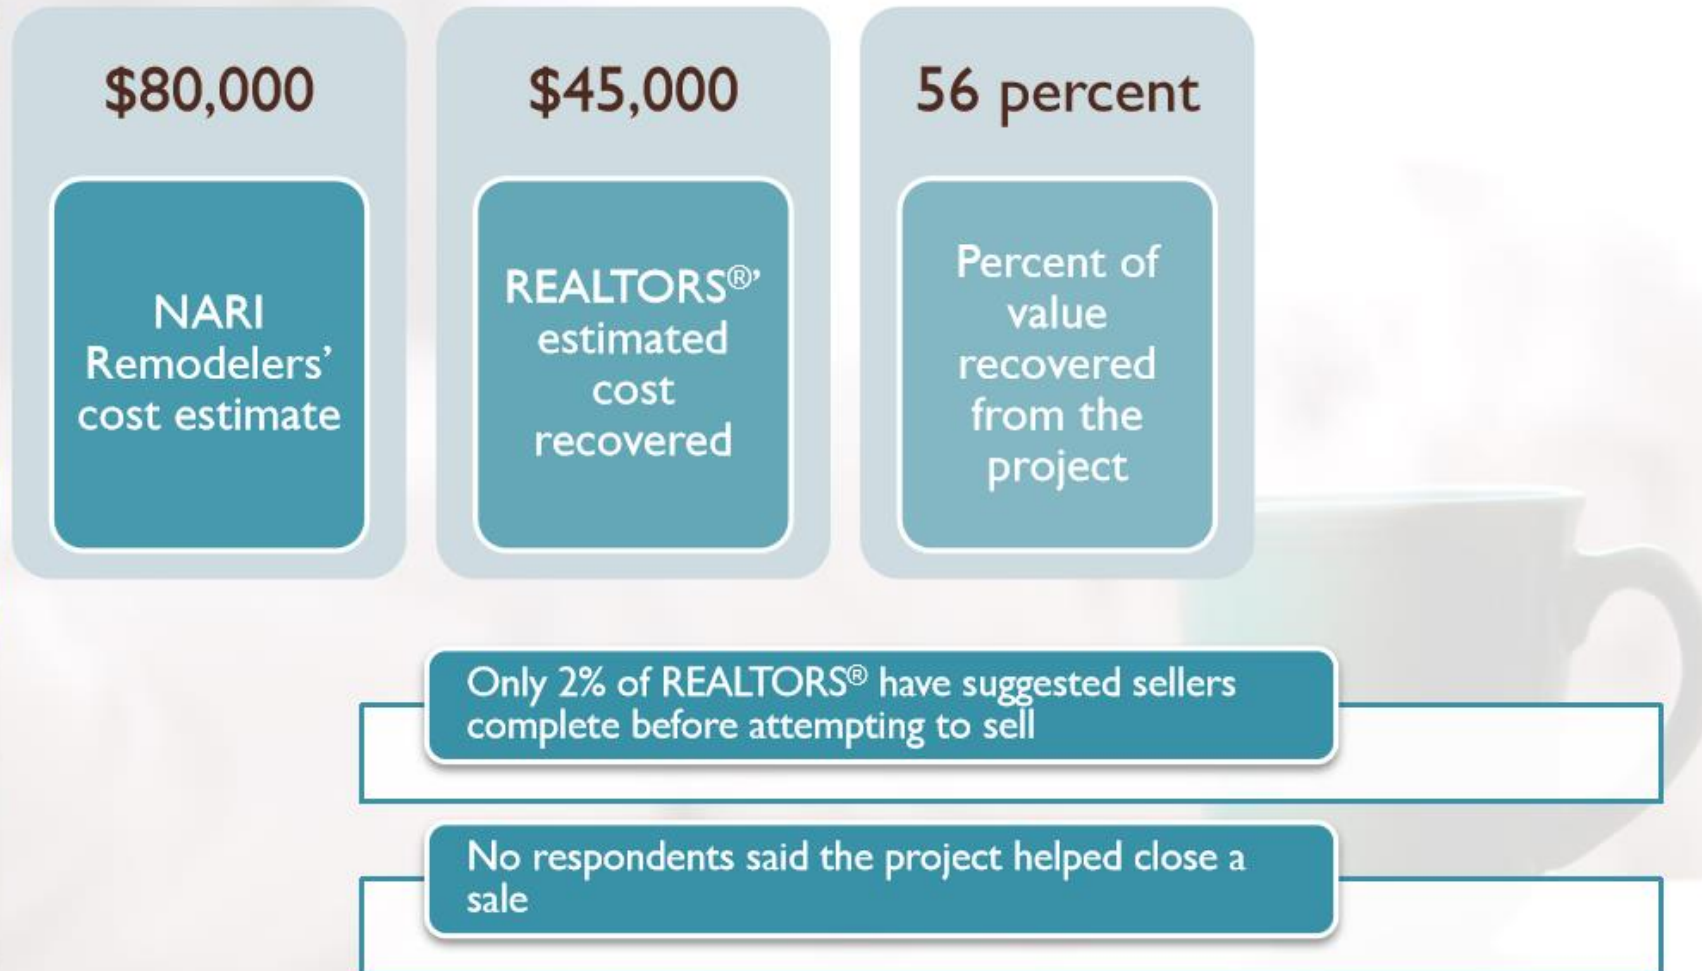 $80,000
NARI
Remodelers’
cost estimate
$45,000
REALTORS®’
estimated
cost
recovered
56 percent
Percent of
value
recovered
from the
project
Only 2% of REALTORS® have suggested sellers
complete before attempting to sell
No respondents said the project helped close a
sale